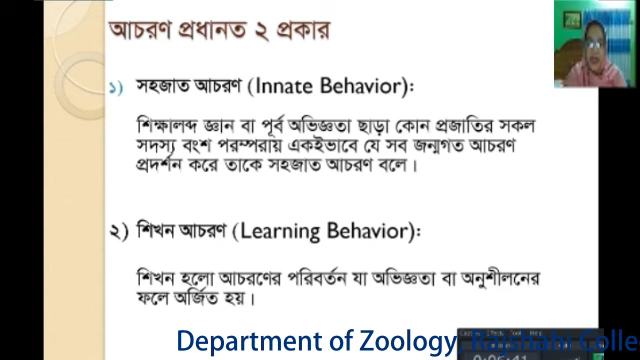 আচরণ প্রধানত ২ প্রকার
১) সহজাত আচরণ (Innate Behavior):
শিক্ষালব্দ জ্ঞান বা পূর্ব অভিজ্ঞতা ছাড়া কোন প্রজাতির সকল
সদস্য বংশ পরম্পরায় একইভাবে যে সব জন্মগত আচরণ
প্রদর্শন করে তাকে সহজাত আচরণ বলে।
২) শিখন আচরণ (Learning Behavior):
শিখন হলো আচরণের পরিবর্তন যা অভিজ্ঞতা বা অনুশীলনের
ফলে অর্জিত হয়।
Department of Zoology, Rajshahi Colle